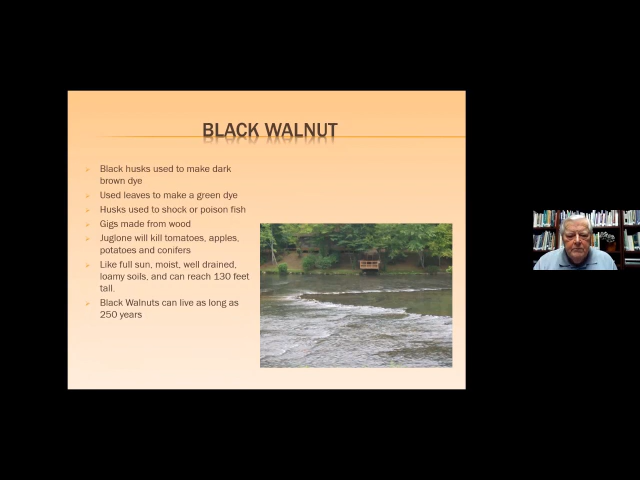 BLACK WALNUT
Black husks used to make dark
brown dye
Used leaves to make a green dye
Husks used to shock or poison fish
Gigs made from wood
Juglone will kill tomatoes, apples,
potatoes and conifers
Like full sun, moist, well drained,
loamy soils, and can reach 130 feet
tall.
Black Walnuts can live as long as
250 years